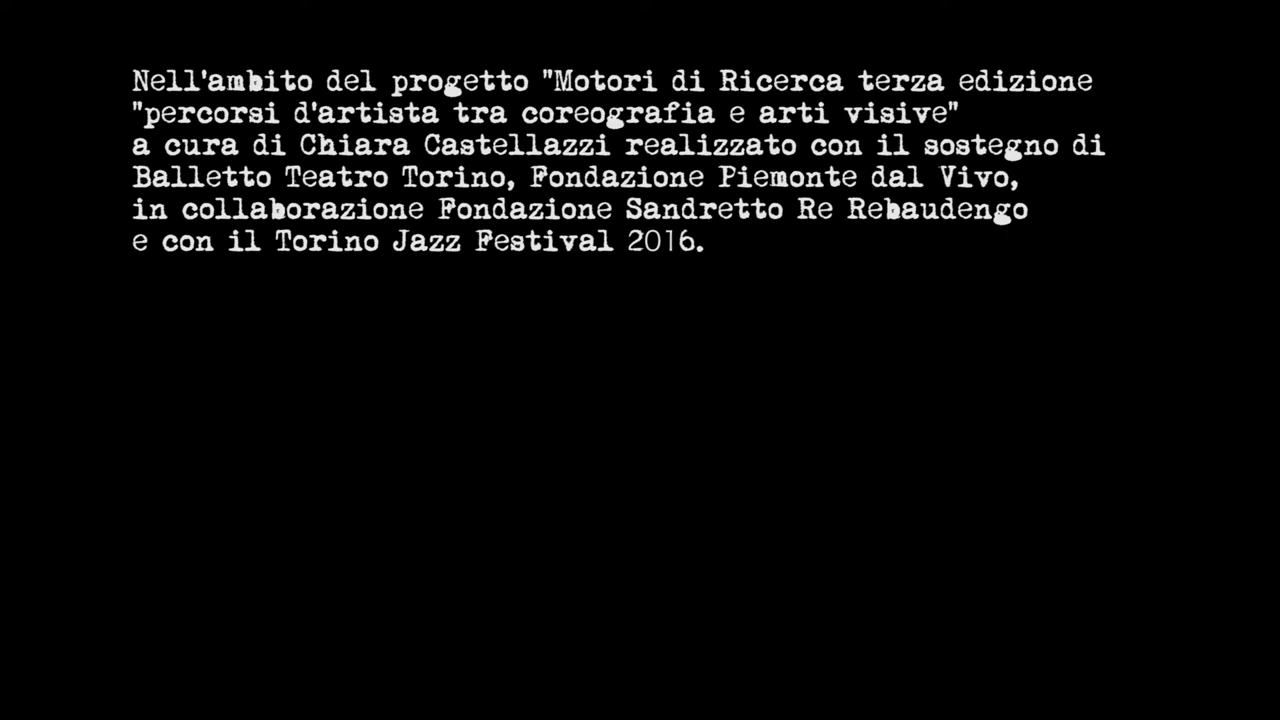 Nell'ambito del progetto "Motori di Ricerca terza edizione
"percorsi d'artista tra coreografia e arti visive"
a cura di Chiara Castellazzi realizzato con il sostegno di
Balletto Teatro Torino, Fondazione Piemonte dal Vivo,
in collaborazione Fondazione Sandretto Re Rebaudengo
e con il Torino Jazz Festival 2016.